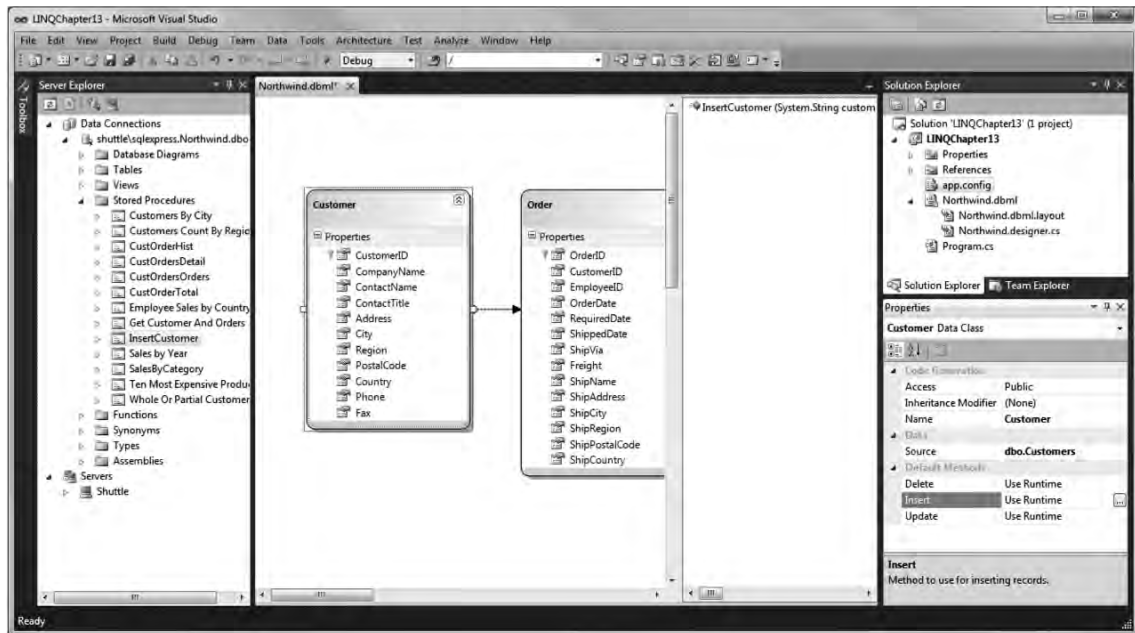 LINQChapter13 - Microsoft Visual Studio
File Edit View Project Build Debug Team Data Tools Architecture Test Analyze Window Help
Debug
/
Toolbox
Server Explorer
Data Connections
shuttle\sqlexpress.Northwind.dbo
Database Diagrams
Tables
Views
Stored Procedures
Customers By City
Customers Count By Regio
CustOrderHist
CustOrdersDetail
CustOrdersOrders
CustOrderTotal
Employee Sales by Country
Get Customer And Orders
InsertCustomer
Sales by Year
SalesByCategory
Ten Most Expensive Produ
Whole Or Partial Customer
Functions
Synonyms
Types
Assemblies
Servers
Shuttle
Northwind.dbml*
Customer
Properties
CustomerID
CompanyName
ContactName
ContactTitle
Address
City
Region
PostalCode
Country
Phone
Fax
Order
Properties
OrderID
CustomerID
EmployeeID
OrderDate
RequiredDate
ShippedDate
ShipVia
Freight
ShipName
ShipAddress
ShipCity
ShipRegion
ShipPostalCode
ShipCountry
InsertCustomer (System.String custom
Solution Explorer
Solution 'LINQChapter13' (1 project)
LINQChapter13
Properties
References
app.config
Northwind.dbml
Northwind.dbml.layout
Northwind.designer.cs
Program.cs
Solution Explorer Team Explorer
Properties
Customer Data Class
Code Generation
Access Public
Inheritance Modifier (None)
Name Customer
Data
Source dbo.Customers
Default Methods
Delete Use Runtime
Insert Use Runtime ...
Update Use Runtime
Insert
Method to use for inserting records.
Ready